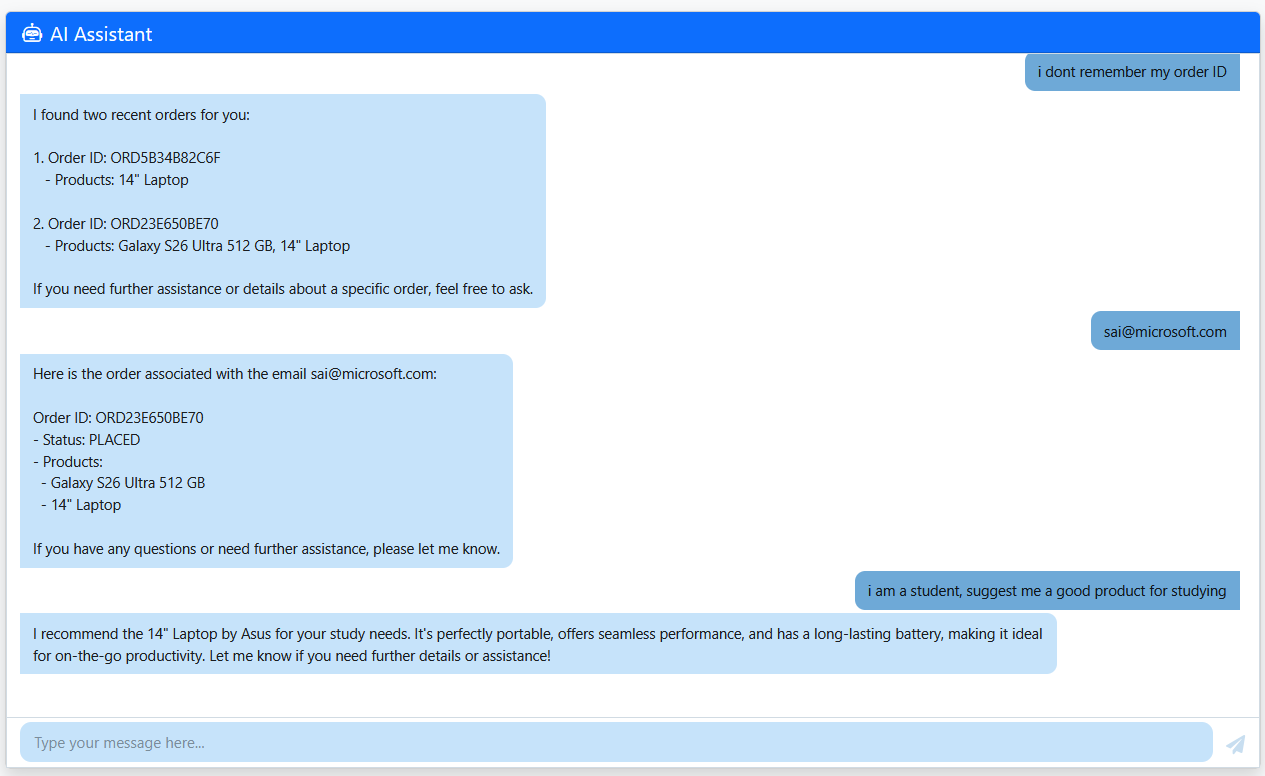 AI Assistant
i dont remember my order ID
I found two recent orders for you:
1. Order ID: ORD5B34B82C6F
- Products: 14" Laptop
2. Order ID: ORD23E650BE70
- Products: Galaxy S26 Ultra 512 GB, 14" Laptop
If you need further assistance or details about a specific order, feel free to ask.
sai@microsoft.com
Here is the order associated with the email sai@microsoft.com:
Order ID: ORD23E650BE70
- Status: PLACED
- Products:
- Galaxy S26 Ultra 512 GB
- 14" Laptop
If you have any questions or need further assistance, please let me know.
i am a student, suggest me a good product for studying
I recommend the 14" Laptop by Asus for your study needs. It's perfectly portable, offers seamless performance, and has a long-lasting battery, making it ideal
for on-the-go productivity. Let me know if you need further details or assistance!
Type your message here...